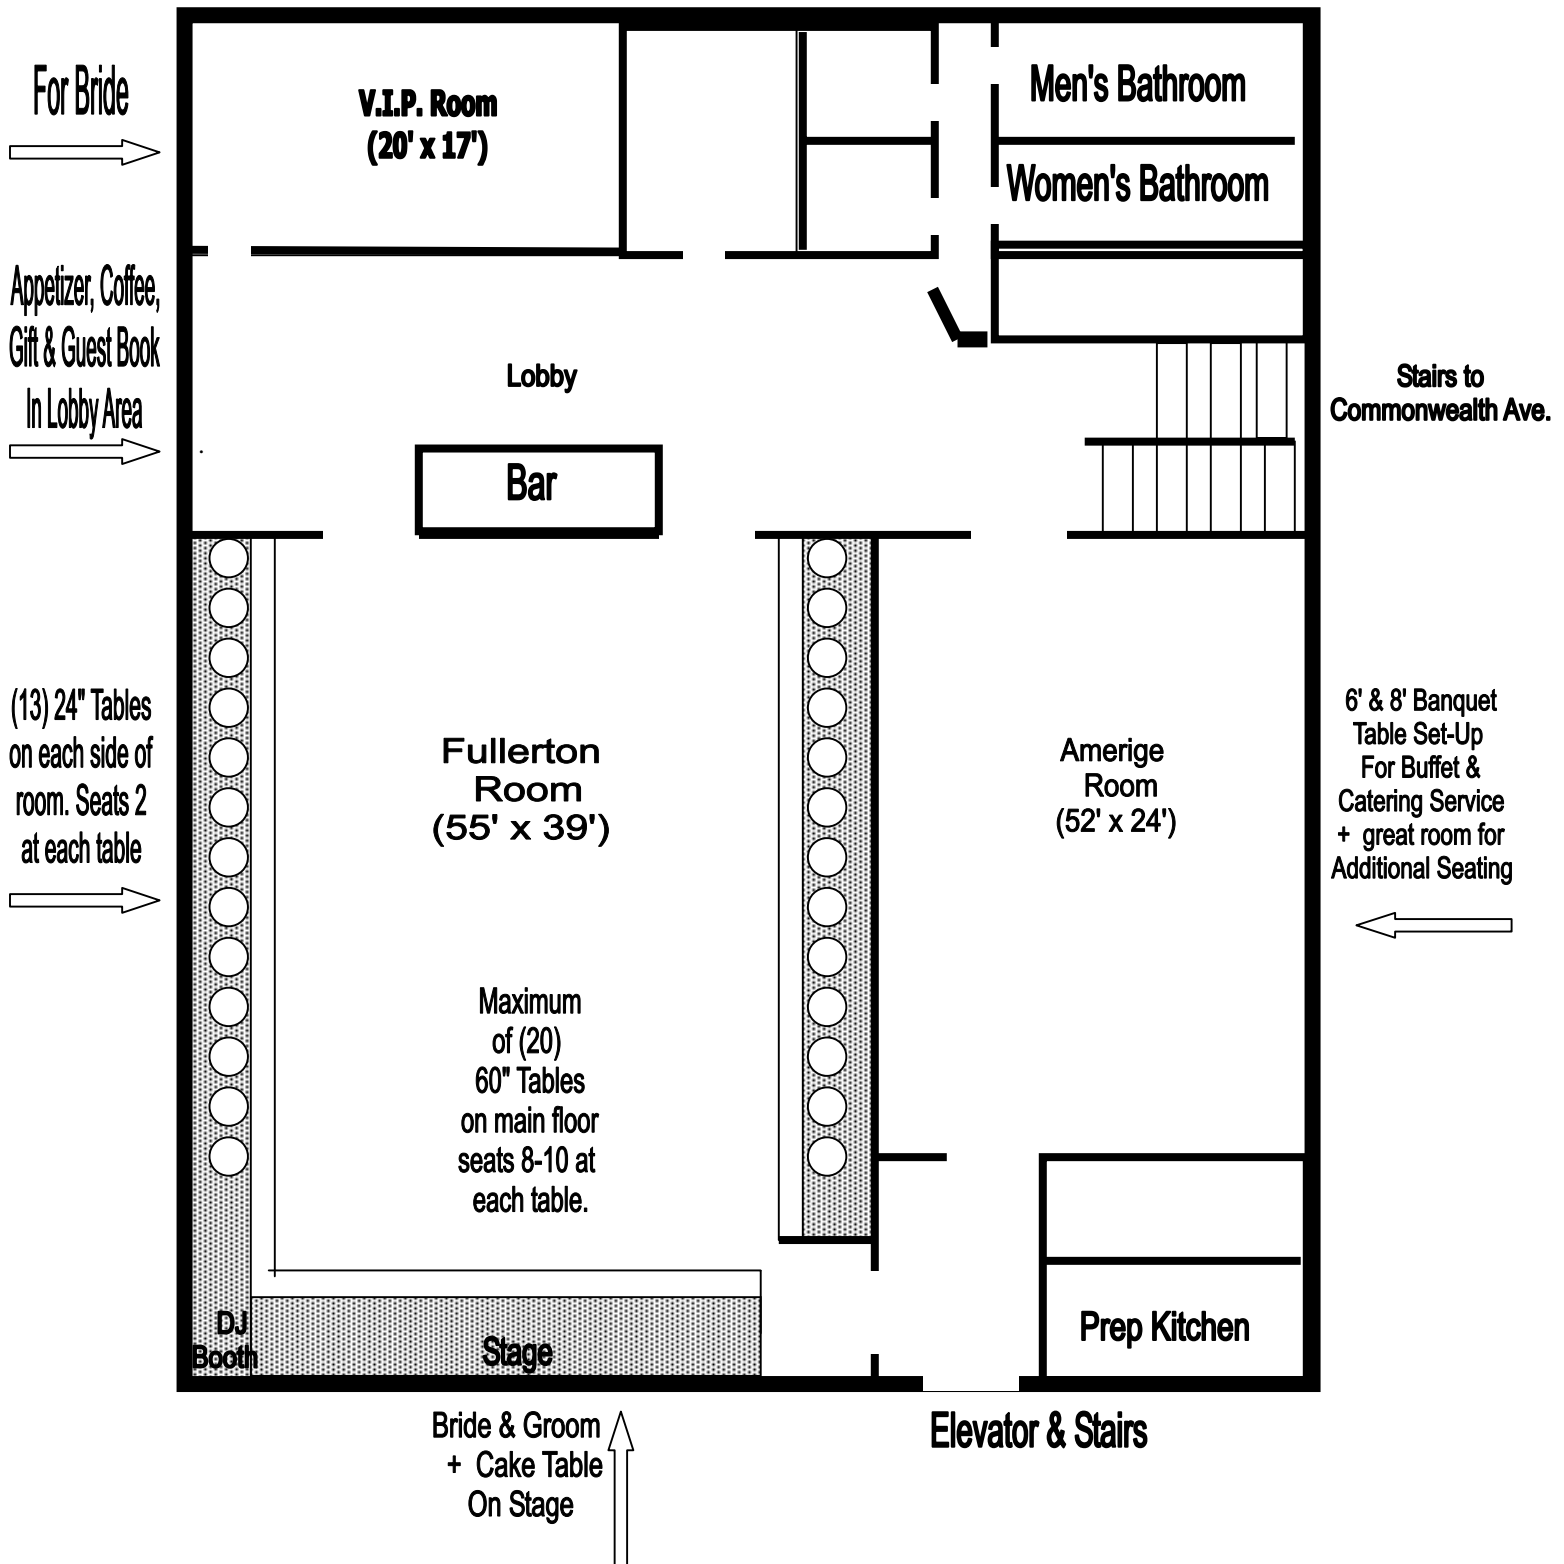 For Bride
V.I.P. Room
(20' x 17')
Men's Bathroom
Women's Bathroom
Appetizer, Coffee,
Gift & Guest Book
In Lobby Area
Lobby
Stairs to
Commonwealth Ave.
Bar
(13) 24" Tables
on each side of
room. Seats 2
at each table
Fullerton
Room
(55' x 39')
Amerige
Room
(52' x 24')
6' & 8' Banquet
Table Set-Up
For Buffet &
Catering Service
+ great room for
Additional Seating
Maximum
of (20)
60" Tables
on main floor
seats 8-10 at
each table.
DJ
Booth
Stage
Prep Kitchen
Bride & Groom
+ Cake Table
On Stage
Elevator & Stairs